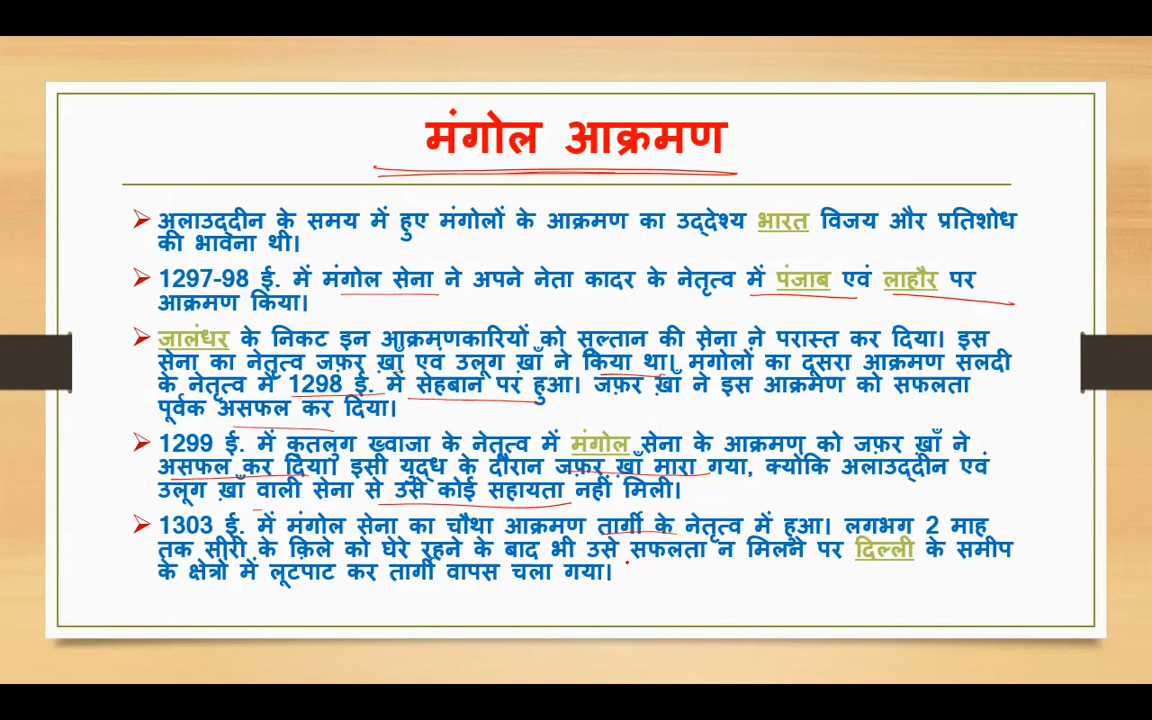 मंगोल आक्रमण
अलाउद्दीन के समय में हुए मंगोलों के आक्रमण का उद्देश्य भारत विजय और प्रतिशोध
की भावना थी।
1297-98 ई. में मंगोल सेना ने अपने नेता कादर के नेतृत्व में पंजाब एवं लाहौर पर
आक्रमण किया।
जालंधर के निकट इन आक्रमणकारियों को सुल्तान की सेना ने परास्त कर दिया। इस
सेना का नेतृत्व जफ़र ख़ाँ एवं उलूग ख़ाँ ने किया था। मंगोलों का दूसरा आक्रमण सलदी
के नेतृत्व में 1298 ई. में सेहबान पर हुआ। जफ़र ख़ाँ ने इस आक्रमण को सफलता
पूर्वक असफल कर दिया।
1299 ई. में कुतलुग ख्वाजा के नेतृत्व में मंगोल सेना के आक्रमण को जफ़र ख़ाँ ने
असफल कर दिया। इसी युद्ध के दौरान जफ़र ख़ाँ मारा गया, क्योंकि अलाउद्दीन एवं
उलूग ख़ाँ वाली सेना से उसे कोई सहायता नहीं मिली।
1303 ई. में मंगोल सेना का चौथा आक्रमण तार्गी के नेतृत्व में हुआ। लगभग 2 माह
तक सीरी के क़िले को घेरे रहने के बाद भी उसे सफलता न मिलने पर दिल्ली के समीप
के क्षेत्रों में लूटपाट कर तार्गी वापस चला गया।